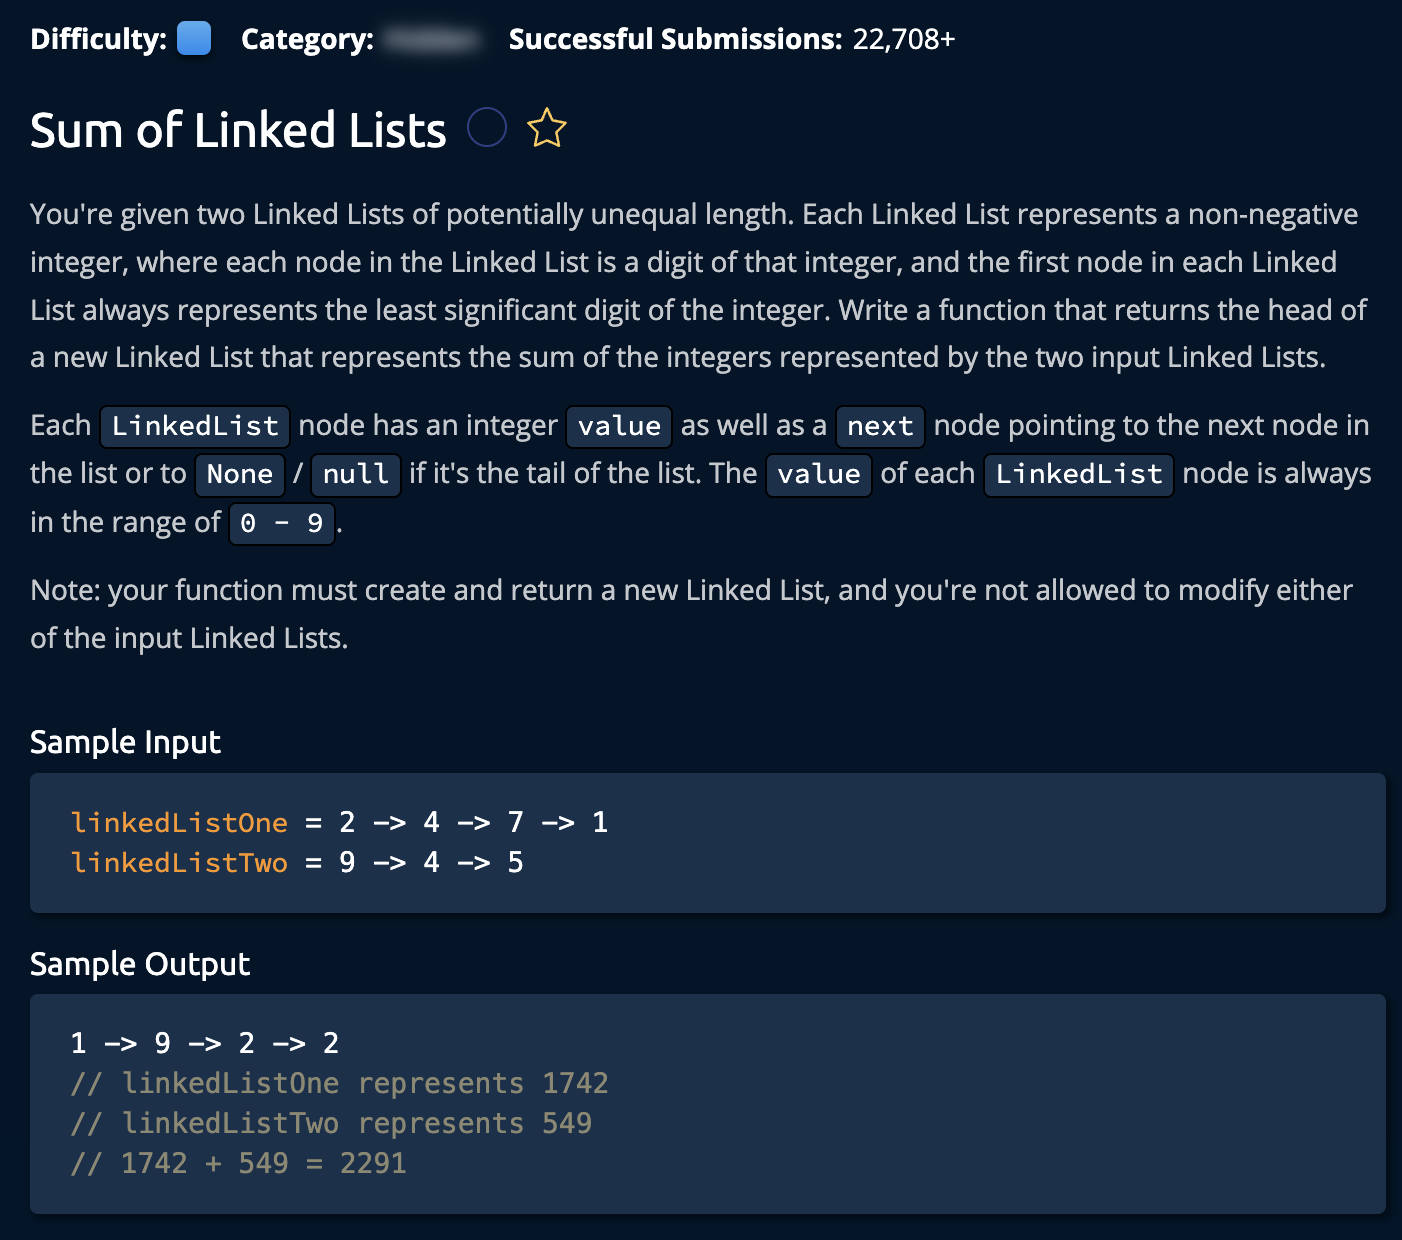 Difficulty: Category: Successful Submissions: 22,708+
Sum of Linked Lists
You're given two Linked Lists of potentially unequal length. Each Linked List represents a non-negative
integer, where each node in the Linked List is a digit of that integer, and the first node in each Linked
List always represents the least significant digit of the integer. Write a function that returns the head of
a new Linked List that represents the sum of the integers represented by the two input Linked Lists.
Each LinkedList node has an integer value as well as a next node pointing to the next node in
the list or to None / null if it's the tail of the list. The value of each LinkedList node is always
in the range of 0 - 9.
Note: your function must create and return a new Linked List, and you're not allowed to modify either
of the input Linked Lists.
Sample Input
linkedListOne = 2 -> 4 -> 7 -> 1
linkedListTwo = 9 -> 4 -> 5
Sample Output
1 -> 9 -> 2 -> 2
// linkedListOne represents 1742
// linkedListTwo represents 549
// 1742 + 549 = 2291